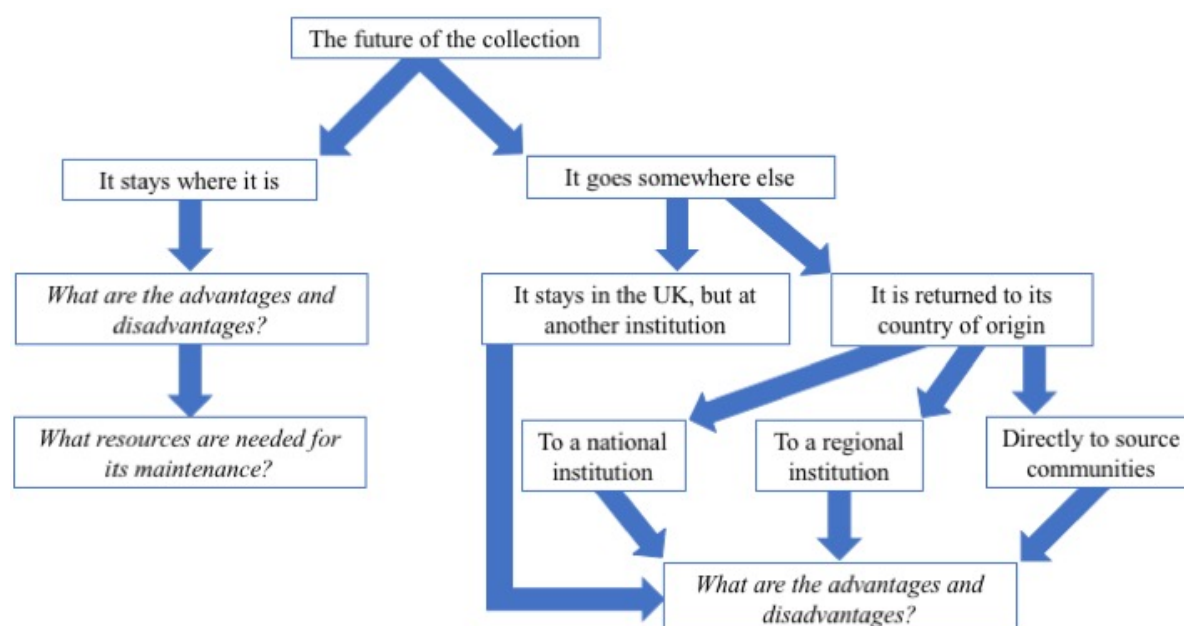 The future of the collection
It stays where it is
It goes somewhere else
What are the advantages and
disadvantages?
It stays in the UK, but at
another institution
It is returned to its
country of origin
What resources are needed for
its maintenance?
To a national
institution
To a regional
institution
Directly to source
communities
What are the advantages and
disadvantages?